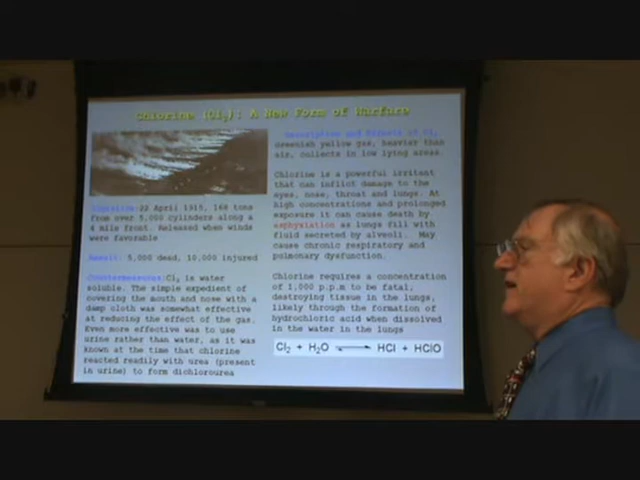 Chlorine (Cl2): A New Form of Warfare
22 April 1915, 168 tons
from over 5,000 cylinders along a
4 mile front. Released when winds
were favorable
Result: 5,000 dead, 10,000 injured
Countermeasures: Cl2 is water
soluble. The simple expedient of
covering the mouth and nose with a
damp cloth was somewhat effective
at reducing the effect of the gas.
Even more effective was to use
urine rather than water, as it was
known at the time that chlorine
reacted readily with urea (present
in urine) to form dichlorourea
Description and Effects of Cl2
greenish yellow gas, heavier than
air, collects in low lying areas.
Chlorine is a powerful irritant
that can inflict damage to the
eyes, nose, throat and lungs. At
high concentrations and prolonged
exposure it can cause death by
asphyxiation as lungs fill with
fluid secreted by alveoli. May
cause chronic respiratory and
pulmonary dysfunction.
Chlorine requires a concentration
of 1,000 p.p.m to be fatal,
destroying tissue in the lungs,
likely through the formation of
hydrochloric acid when dissolved
in the water in the lungs
Cl2 + H2O ⇌ HCl + HClO